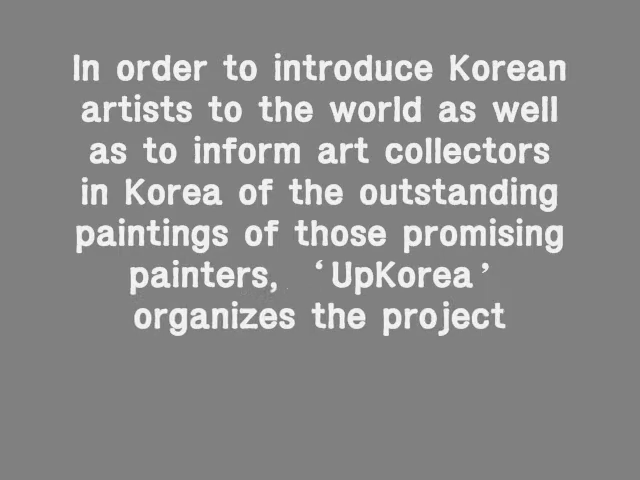 In order to introduce Korean
artists to the world as well
as to inform art collectors
in Korea of the outstanding
paintings of those promising
painters, ‘UpKorea’
organizes the project